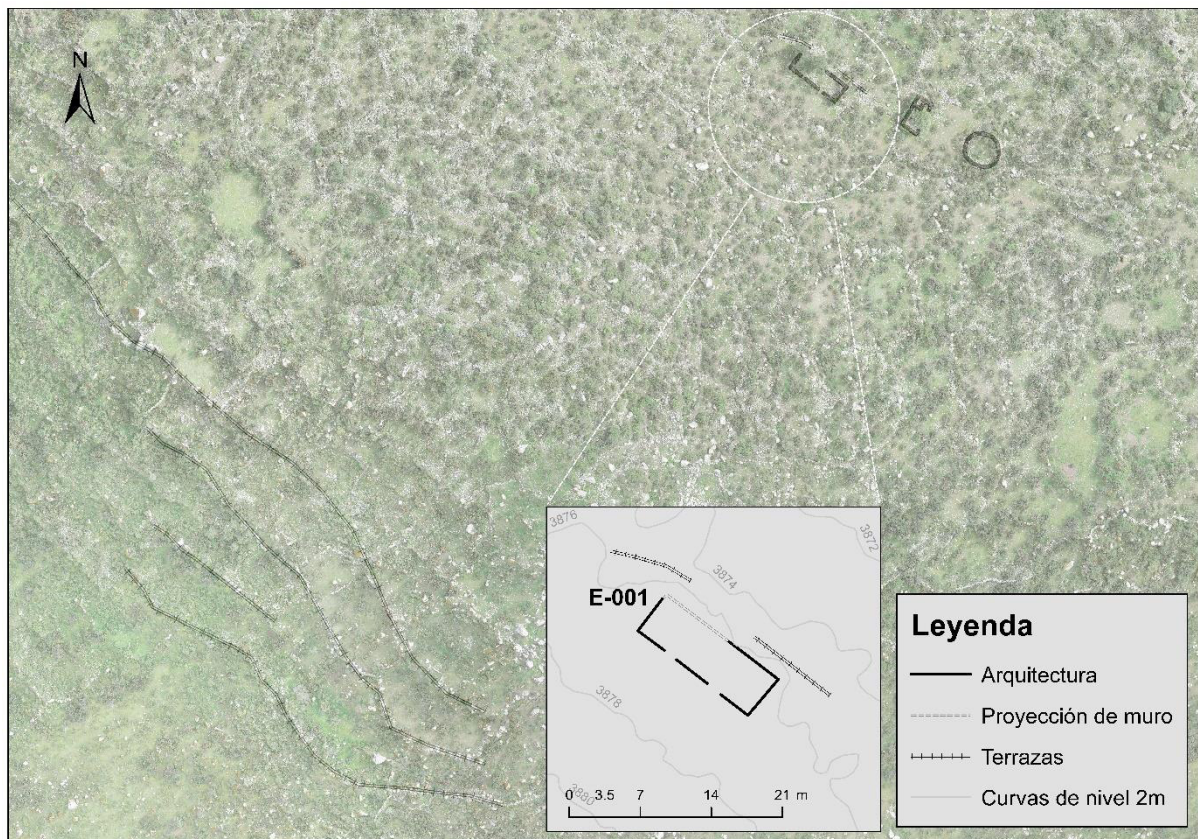 N
3876
3872
3874
E-001
3878
3880
0 3.5 7 14 21 m
Leyenda
Arquitectura
Proyección de muro
Terrazas
Curvas de nivel 2m